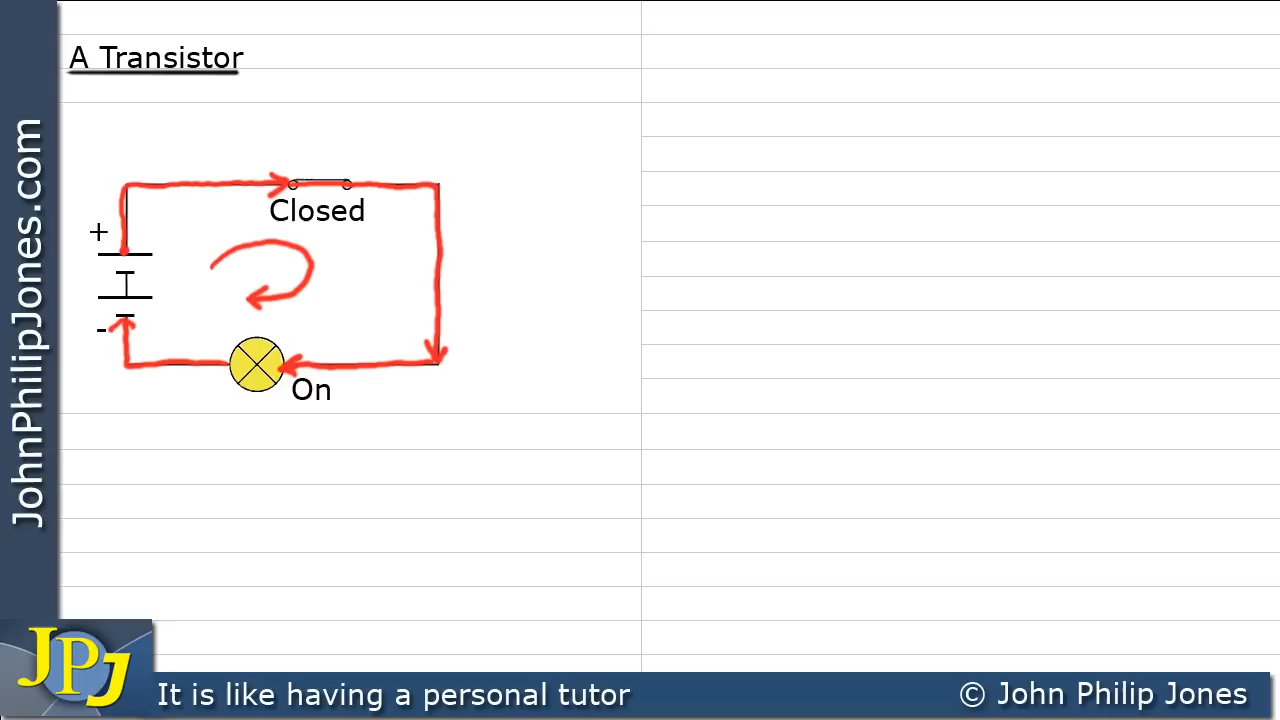 A Transistor
Closed
+
-
On
JohnPhilipJones.com
JPJ
It is like having a personal tutor
© John Philip Jones